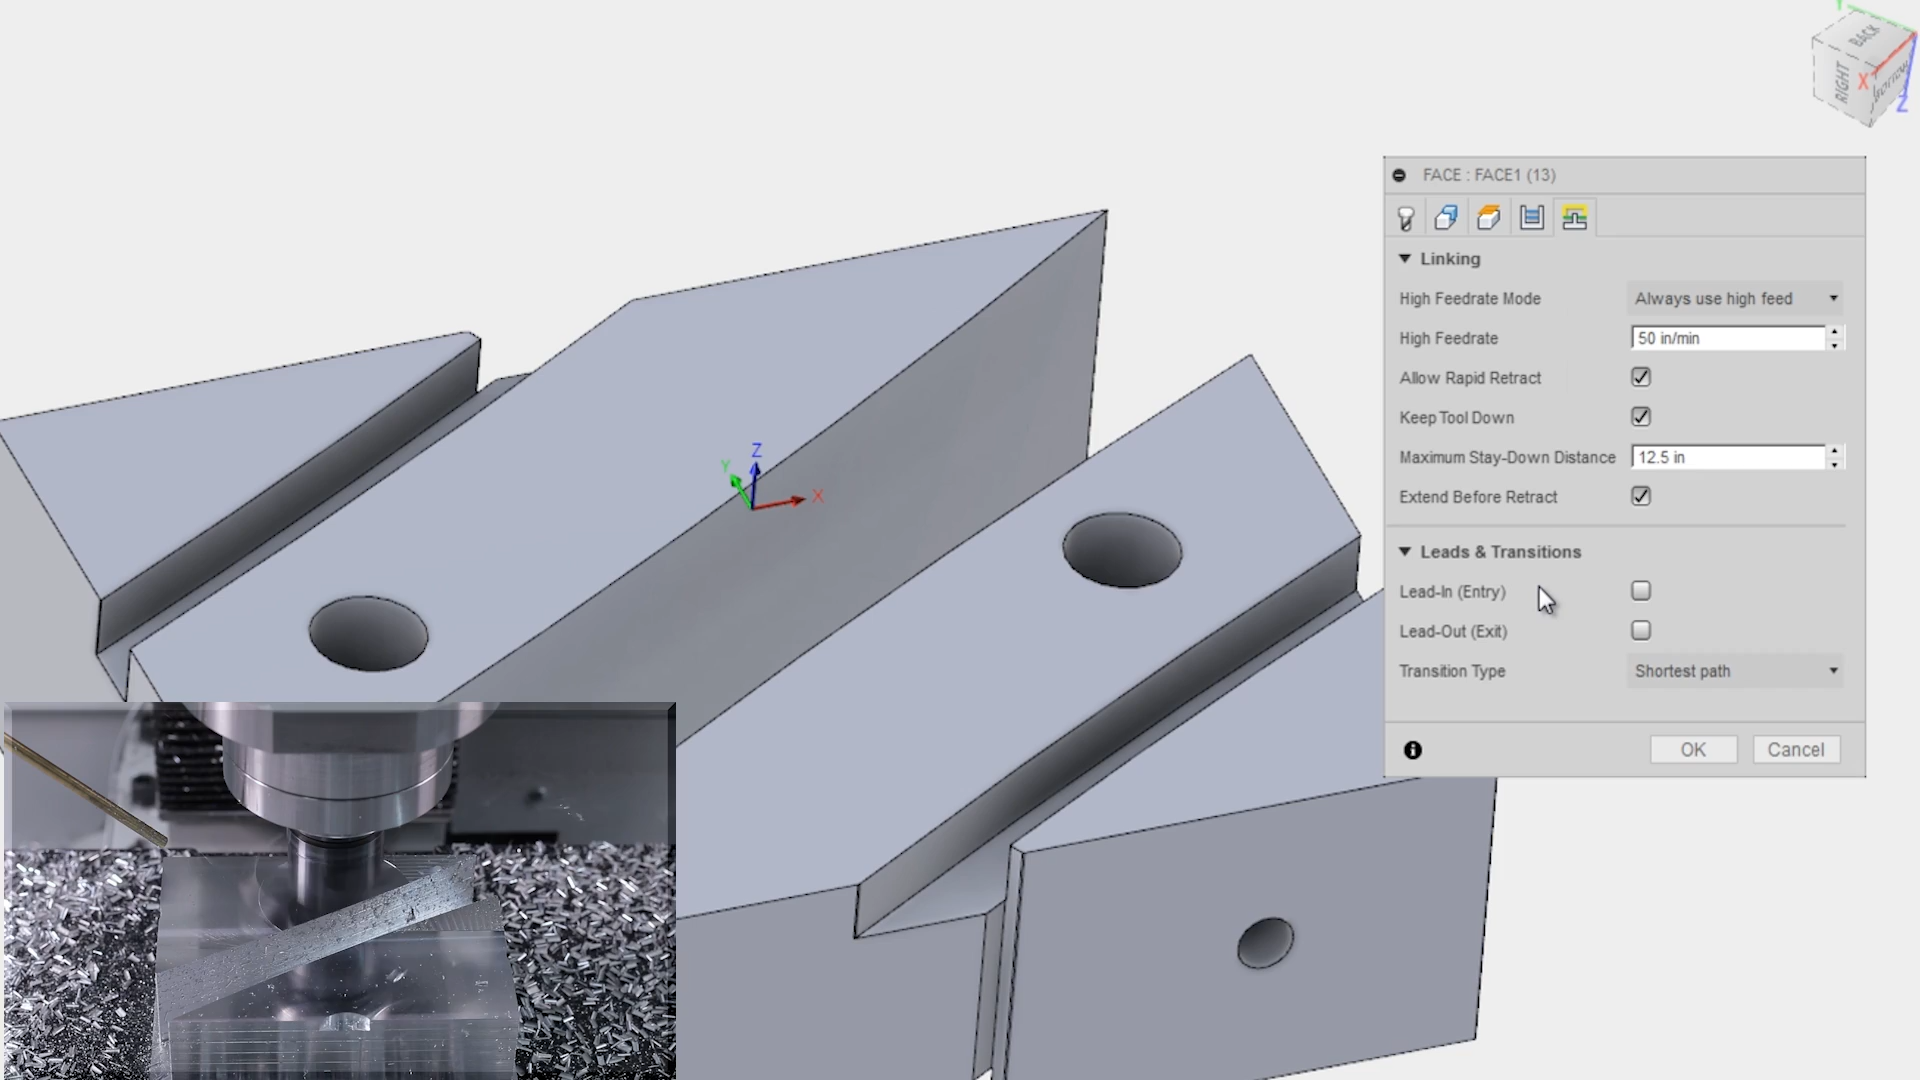 Y
BACK
RIGHT
X
BOTTOM
Z
FACE : FACE1 (13)
Linking
High Feedrate Mode Always use high feed
High Feedrate 50 in/min
Allow Rapid Retract
Keep Tool Down
Maximum Stay-Down Distance 12.5 in
Extend Before Retract
Leads & Transitions
Lead-In (Entry)
Lead-Out (Exit)
Transition Type Shortest path
OK Cancel
Z
Y
X